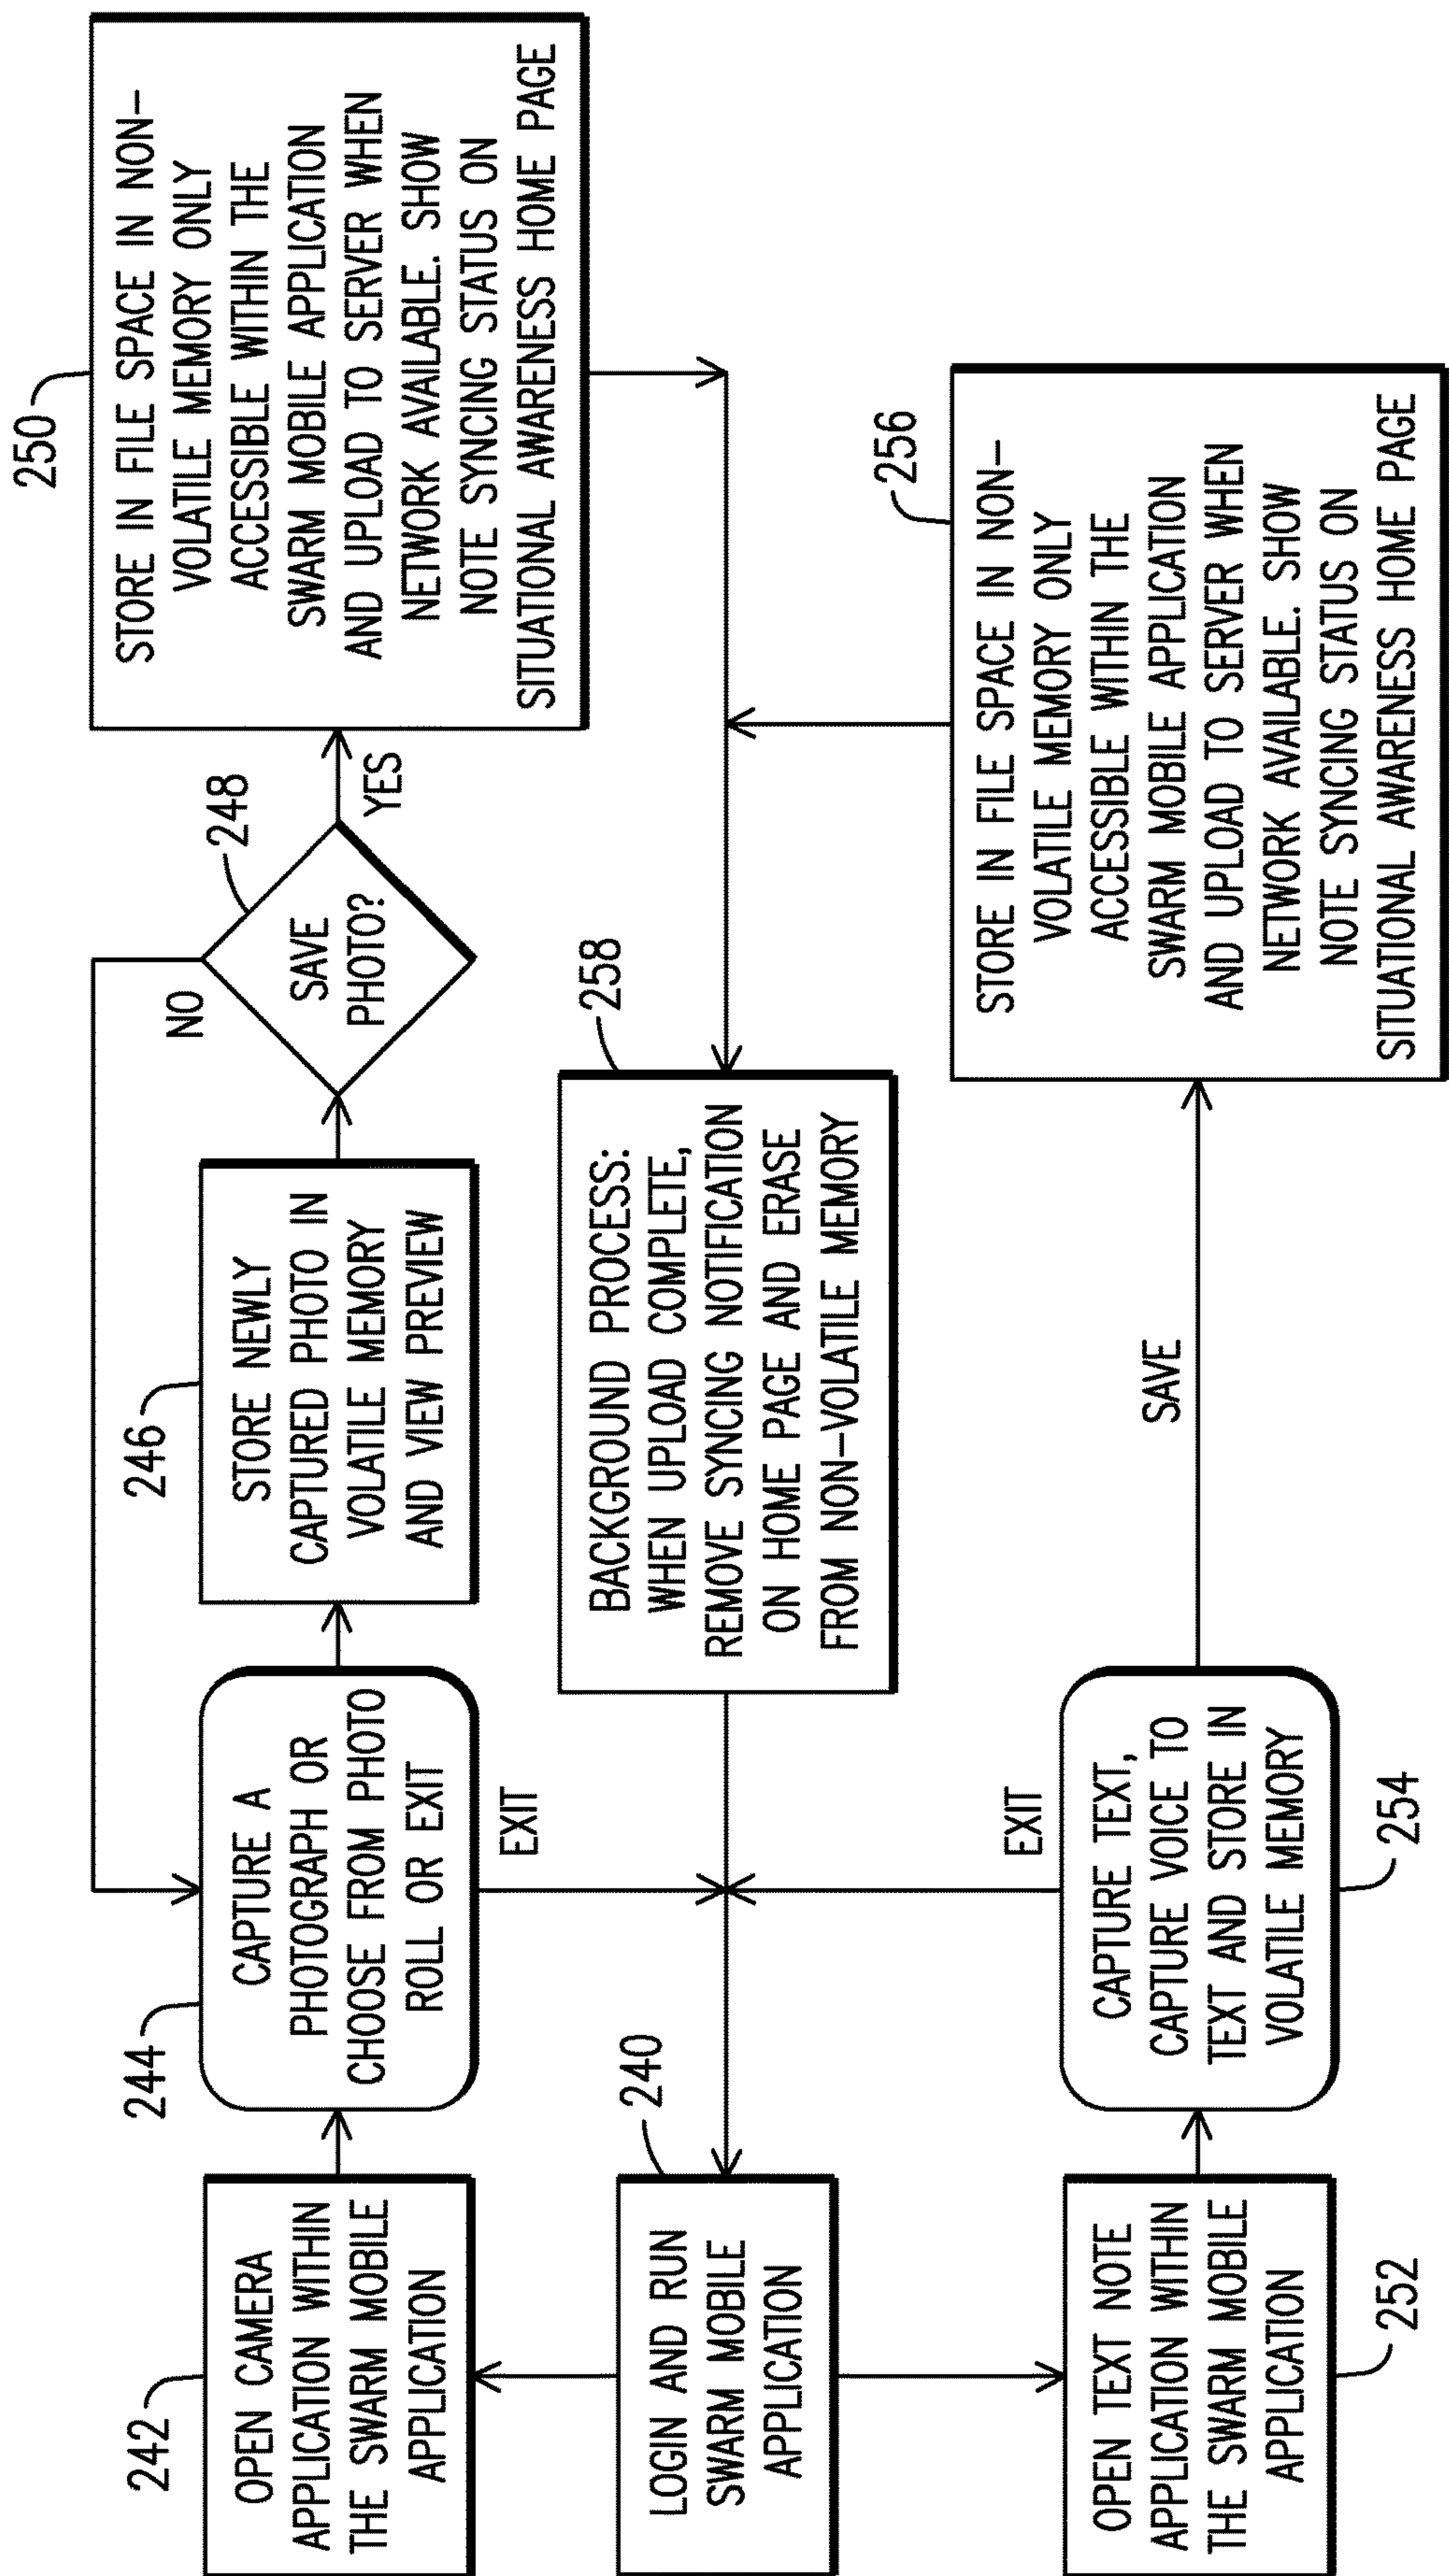 242
OPEN CAMERA
APPLICATION WITHIN
THE SWARM MOBILE
APPLICATION
244
CAPTURE A
PHOTOGRAPH OR
CHOOSE FROM PHOTO
ROLL OR EXIT
EXIT
246
STORE NEWLY
CAPTURED PHOTO IN
VOLATILE MEMORY
AND VIEW PREVIEW
NO
248
SAVE
PHOTO?
YES
250
STORE IN FILE SPACE IN NON-
VOLATILE MEMORY ONLY
ACCESSIBLE WITHIN THE
SWARM MOBILE APPLICATION
AND UPLOAD TO SERVER WHEN
NETWORK AVAILABLE. SHOW
NOTE SYNCING STATUS ON
SITUATIONAL AWARENESS HOME PAGE
240
LOGIN AND RUN
SWARM MOBILE
APPLICATION
258
BACKGROUND PROCESS:
WHEN UPLOAD COMPLETE,
REMOVE SYNCING NOTIFICATION
ON HOME PAGE AND ERASE
FROM NON-VOLATILE MEMORY
OPEN TEXT NOTE
APPLICATION WITHIN
THE SWARM MOBILE
APPLICATION
252
EXIT
CAPTURE TEXT,
CAPTURE VOICE TO
TEXT AND STORE IN
VOLATILE MEMORY
254
SAVE
256
STORE IN FILE SPACE IN NON-
VOLATILE MEMORY ONLY
ACCESSIBLE WITHIN THE
SWARM MOBILE APPLICATION
AND UPLOAD TO SERVER WHEN
NETWORK AVAILABLE. SHOW
NOTE SYNCING STATUS ON
SITUATIONAL AWARENESS HOME PAGE